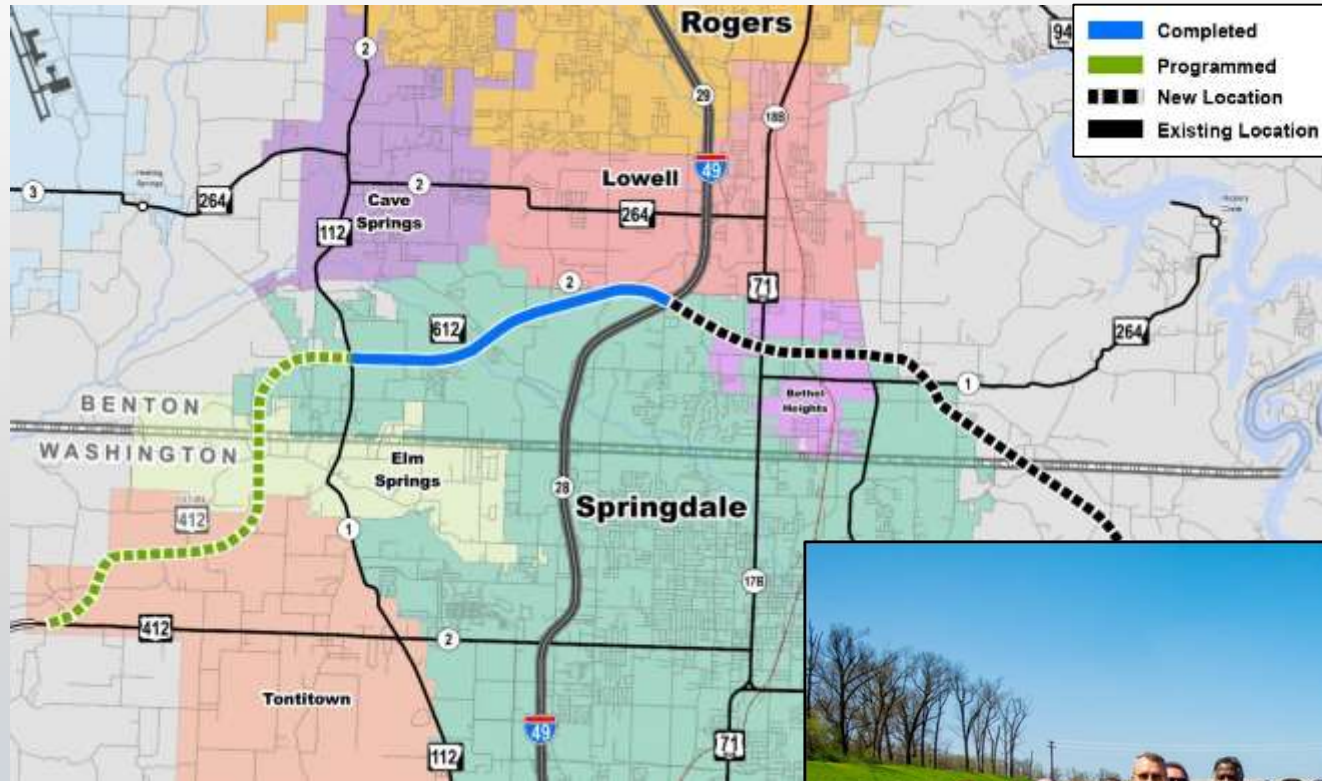 Rogers
94
Completed
Programmed
New Location
Existing Location
2
29
18B
49
Lowell
3
264
2
264
Cave
Springs
112
71
2
612
264
1
Bethel
Heights
BENTON
WASHINGTON
Elm
Springs
28
Springdale
412
1
17B
412
2
Tontitown
49
71
112